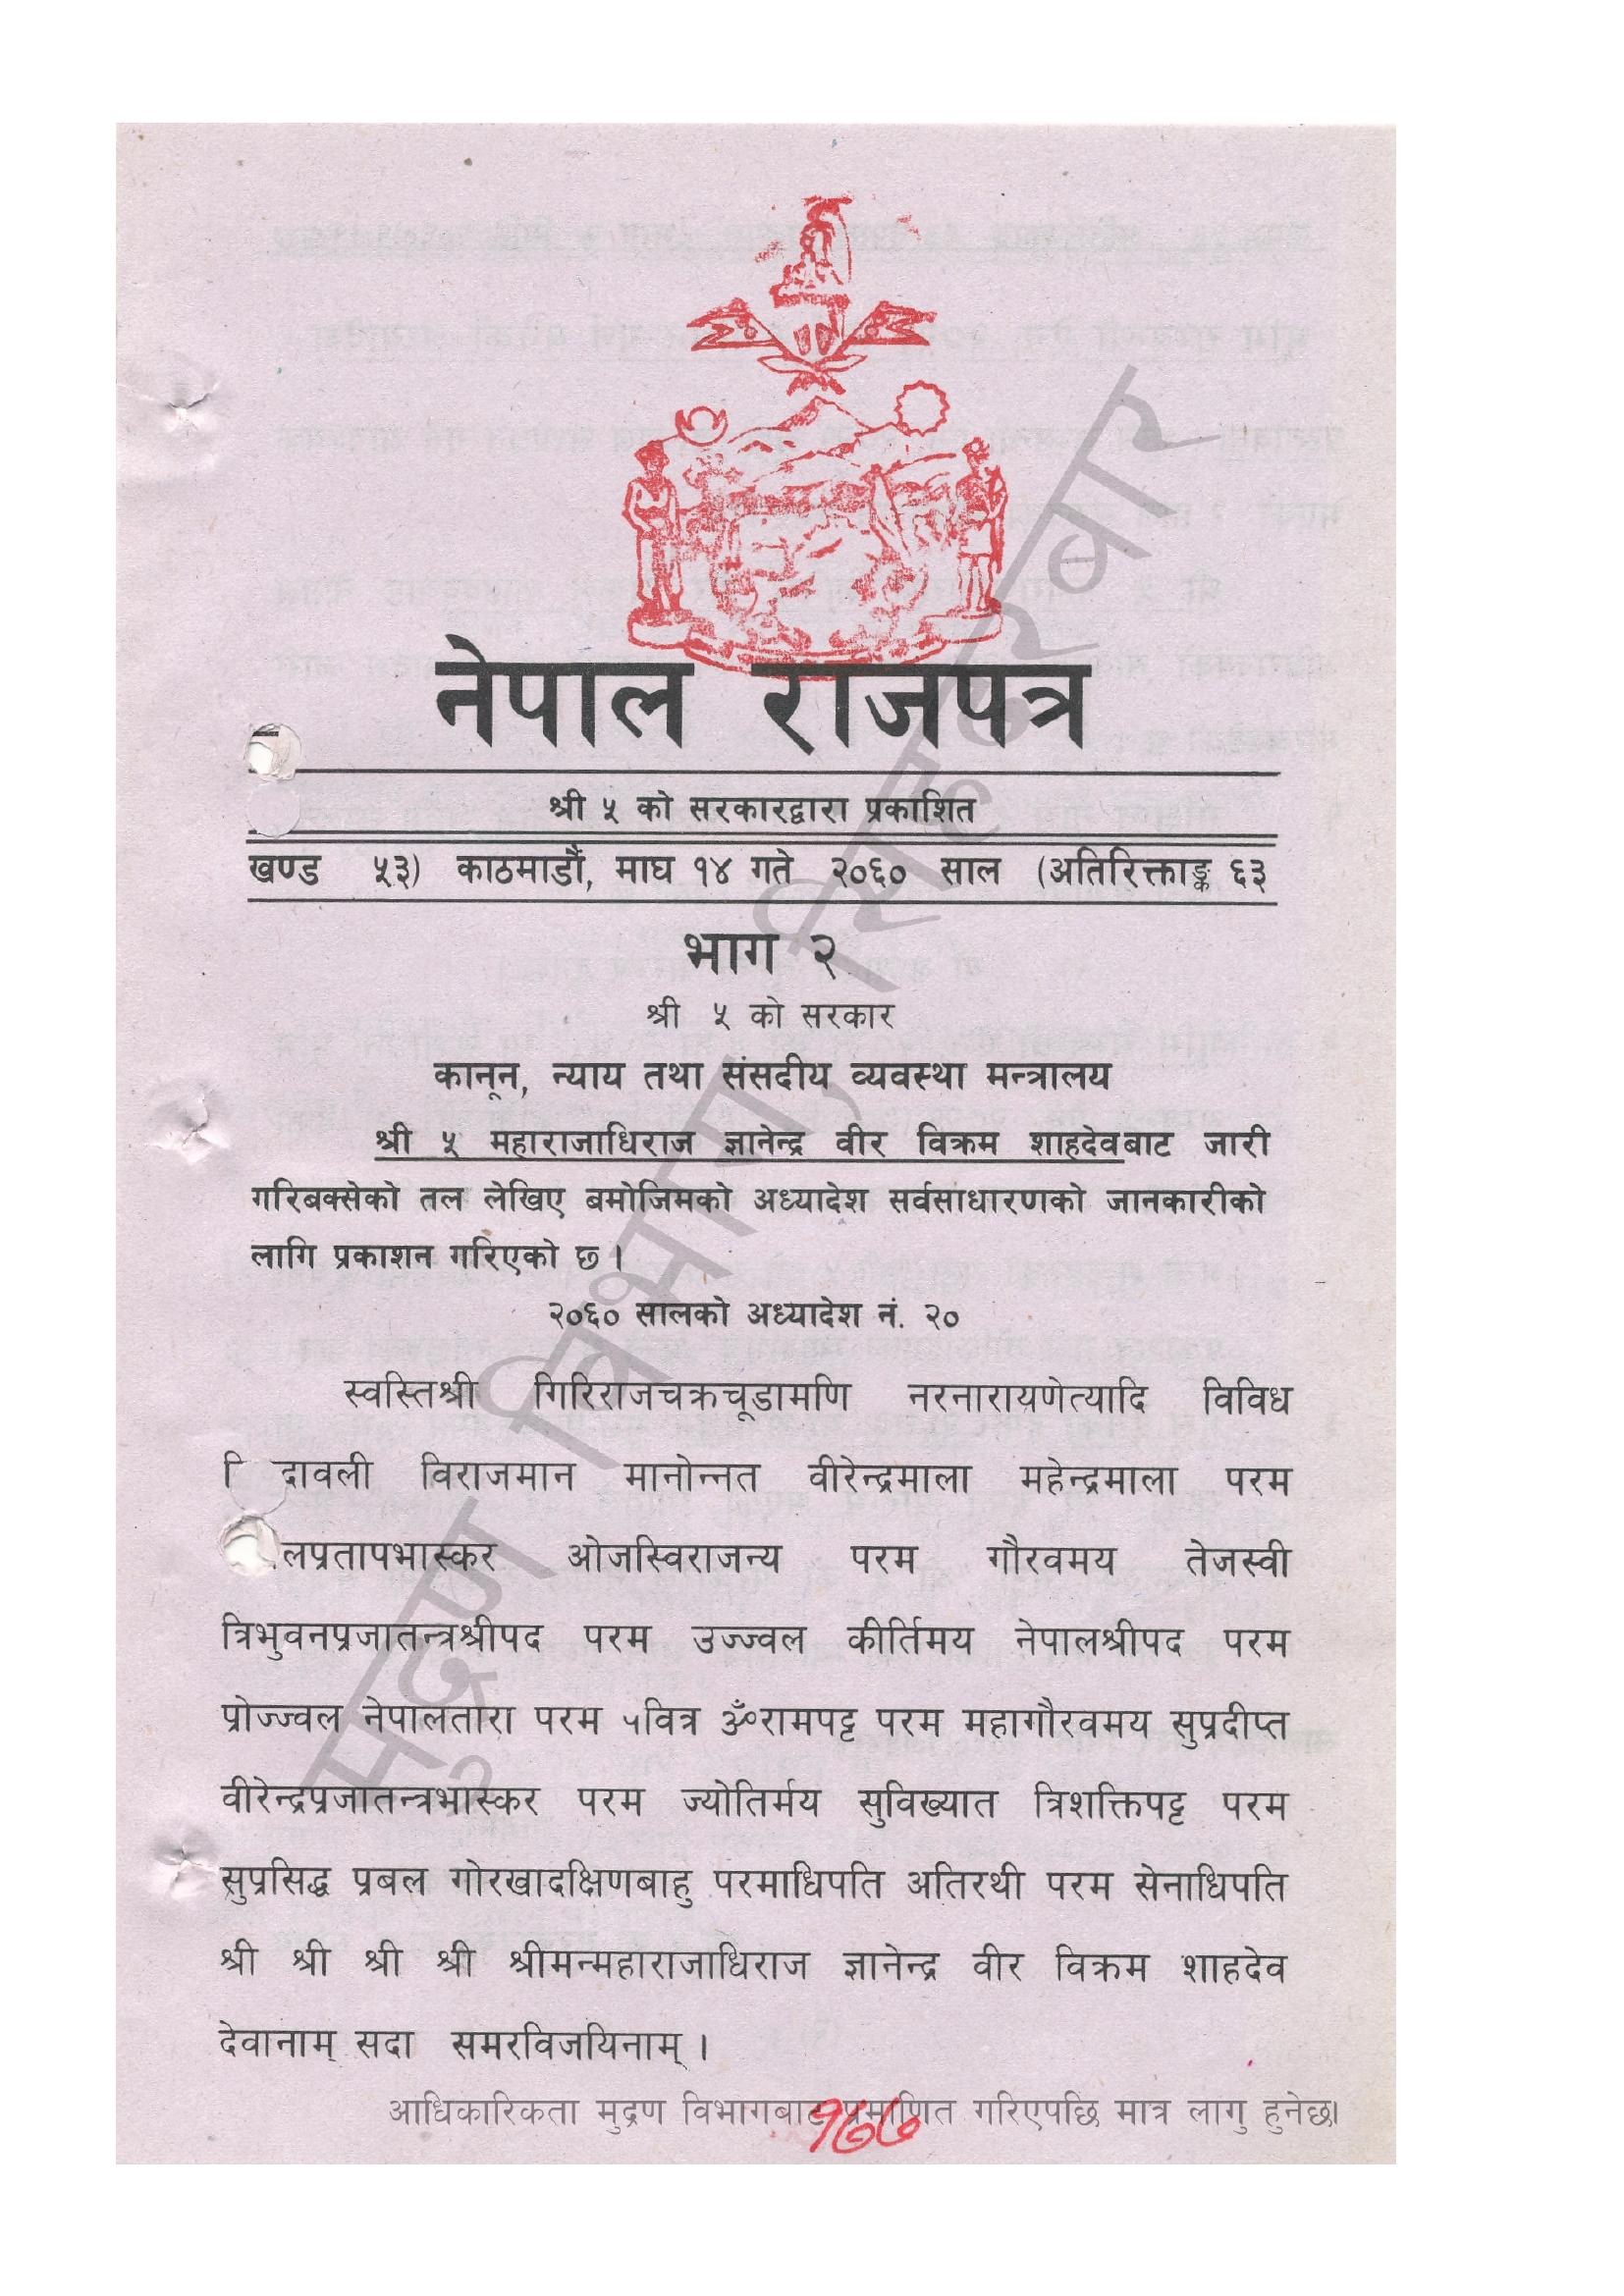 नेपाल राजपत्र
श्री ५ को सरकारद्वारा प्रकाशित
खण्ड ५३) काठमाडौं, माघ १४ गते २०६० साल (अतिरिक्ताङ्क ६३
भाग २
श्री ५ को सरकार
कानून, न्याय तथा संसदीय व्यवस्था मन्त्रालय
श्री ५ महाराजाधिराज ज्ञानेन्द्र वीर विक्रम शाहदेवबाट जारी
गरिबक्सेको तल लेखिए बमोजिमको अध्यादेश सर्वसाधारणको जानकारीको
लागि प्रकाशन गरिएको छ ।
२०६० सालको अध्यादेश नं. २०
स्वस्तिश्री गिरिराजचक्रचूडामणि नरनारायणेत्यादि विविध
दावली विराजमान मानोन्नत वीरेन्द्रमाला महेन्द्रमाला परम
लप्रतापभास्कर ओजस्विराजन्य परम गौरवमय तेजस्वी
त्रिभुवनप्रजातन्त्रश्रीपद परम उज्ज्वल कीर्तिमय नेपालश्रीपद परम
प्रोज्ज्वल नेपालतारा परम पवित्र ॐरामपट्ट परम महागौरवमय सुप्रदीप्त
वीरेन्द्रप्रजातन्त्रभास्कर परम ज्योतिर्मय सुविख्यात त्रिशक्तिपट्ट परम
सुप्रसिद्ध प्रबल गोरखादक्षिणबाहु परमाधिपति अतिरथी परम सेनाधिपति
श्री श्री श्री श्री श्रीमन्महाराजाधिराज ज्ञानेन्द्र वीर विक्रम शाहदेव
देवानाम् सदा समरविजयिनाम् ।
आधिकारिकता मुद्रण विभागबाट प्रमाणित गरिएपछि मात्र लागु हुनेछ।
१७७
मुद्रण विभाग, सिंहदरवार